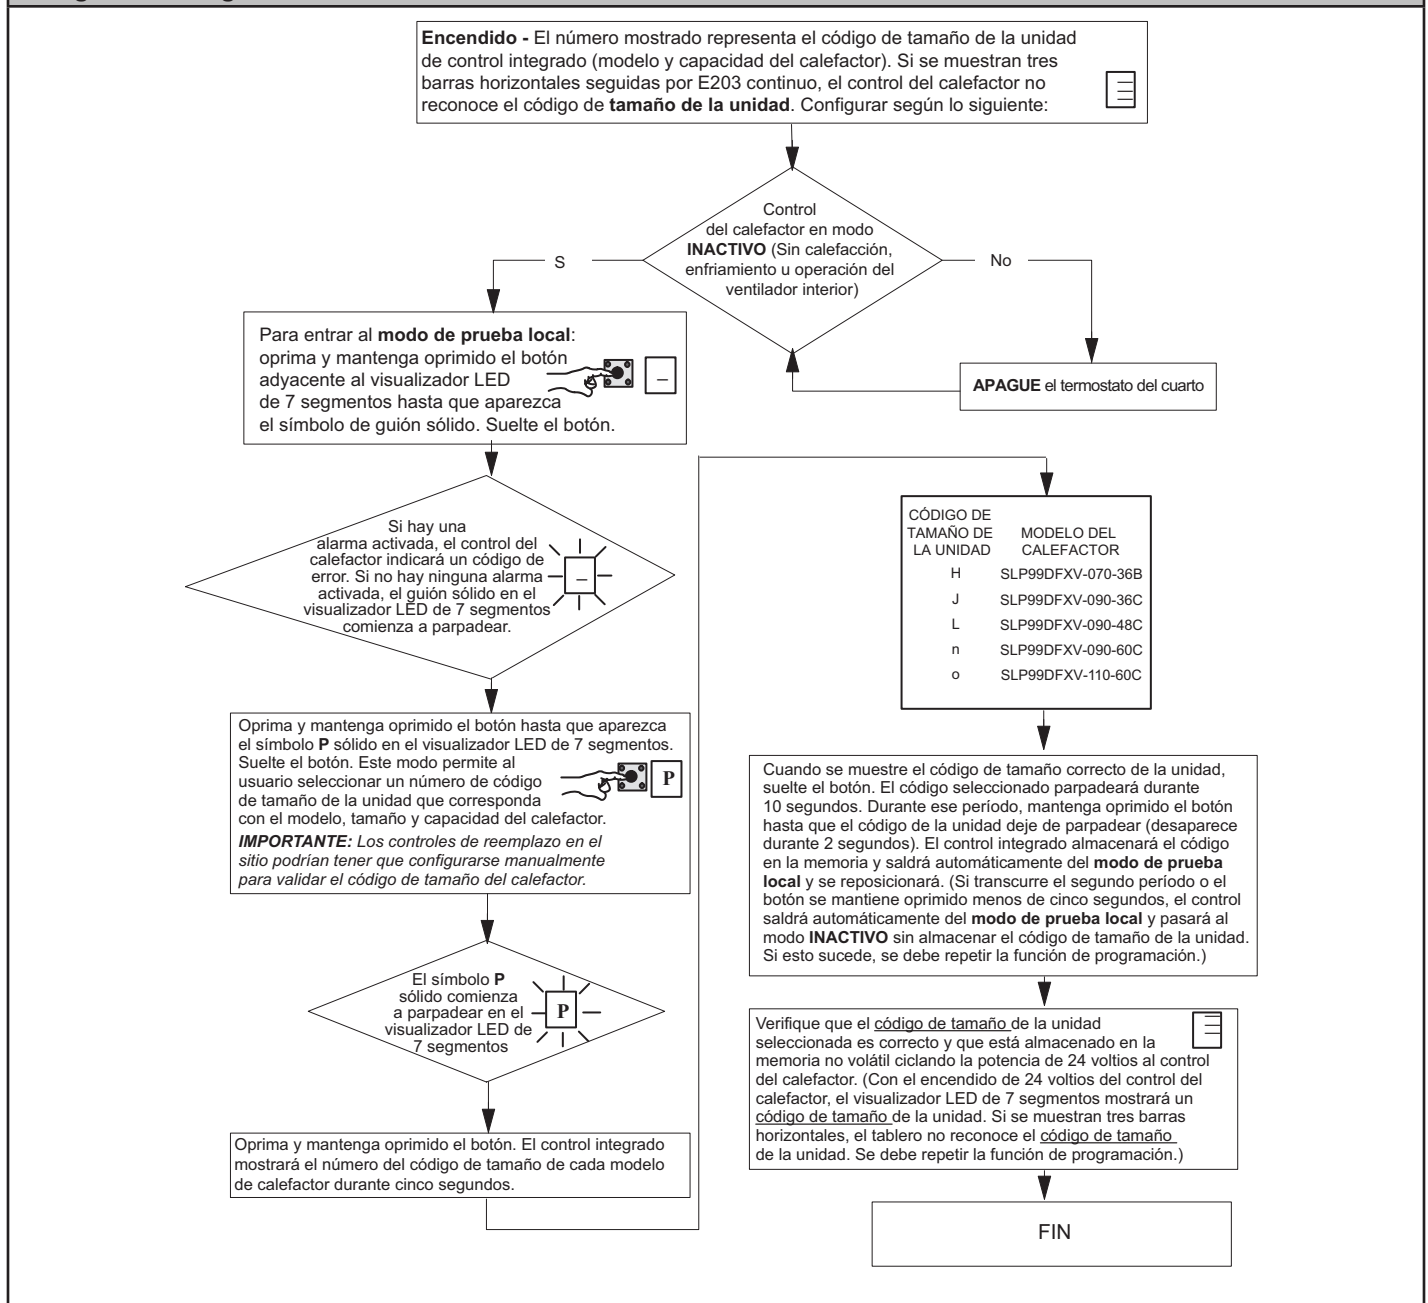 Encendido - El número mostrado representa el código de tamaño de la unidad
de control integrado (modelo y capacidad del calefactor). Si se muestran tres
barras horizontales seguidas por E203 continuo, el control del calefactor no
reconoce el código de tamaño de la unidad. Configurar según lo siguiente:
Control
del calefactor en modo
INACTIVO (Sin calefacción,
enfriamiento u operación del
ventilador interior)
S
No
Para entrar al modo de prueba local:
oprima y mantenga oprimido el botón
adyacente al visualizador LED
de 7 segmentos hasta que aparezca
el símbolo de guión sólido. Suelte el botón.
APAGUE el termostato del cuarto
Si hay una
alarma activada, el control del
calefactor indicará un código de
error. Si no hay ninguna alarma
activada, el guión sólido en el
visualizador LED de 7 segmentos
comienza a parpadear.
Oprima y mantenga oprimido el botón hasta que aparezca
el símbolo P sólido en el visualizador LED de 7 segmentos.
Suelte el botón. Este modo permite al
usuario seleccionar un número de código
de tamaño de la unidad que corresponda
con el modelo, tamaño y capacidad del calefactor.
P
IMPORTANTE: Los controles de reemplazo en el
sitio podrían tener que configurarse manualmente
para validar el código de tamaño del calefactor.
El símbolo P
sólido comienza
a parpadear en el
visualizador LED de
7 segmentos
P
Oprima y mantenga oprimido el botón. El control integrado
mostrará el número del código de tamaño de cada modelo
de calefactor durante cinco segundos.
CÓDIGO DE
TAMAÑO DE
LA UNIDAD
MODELO DEL
CALEFACTOR
H SLP99DFXV-070-36B
J SLP99DFXV-090-36C
L SLP99DFXV-090-48C
n SLP99DFXV-090-60C
o SLP99DFXV-110-60C
Cuando se muestre el código de tamaño correcto de la unidad,
suelte el botón. El código seleccionado parpadeará durante
10 segundos. Durante ese período, mantenga oprimido el botón
hasta que el código de la unidad deje de parpadear (desaparece
durante 2 segundos). El control integrado almacenará el código
en la memoria y saldrá automáticamente del modo de prueba
local y se reposicionará. (Si transcurre el segundo período o el
botón se mantiene oprimido menos de cinco segundos, el control
saldrá automáticamente del modo de prueba local y pasará al
modo INACTIVO sin almacenar el código de tamaño de la unidad.
Si esto sucede, se debe repetir la función de programación.)
Verifique que el código de tamaño de la unidad
seleccionada es correcto y que está almacenado en la
memoria no volátil ciclando la potencia de 24 voltios al control
del calefactor. (Con el encendido de 24 voltios del control del
calefactor, el visualizador LED de 7 segmentos mostrará un
código de tamaño de la unidad. Si se muestran tres barras
horizontales, el tablero no reconoce el código de tamaño
de la unidad. Se debe repetir la función de programación.)
FIN